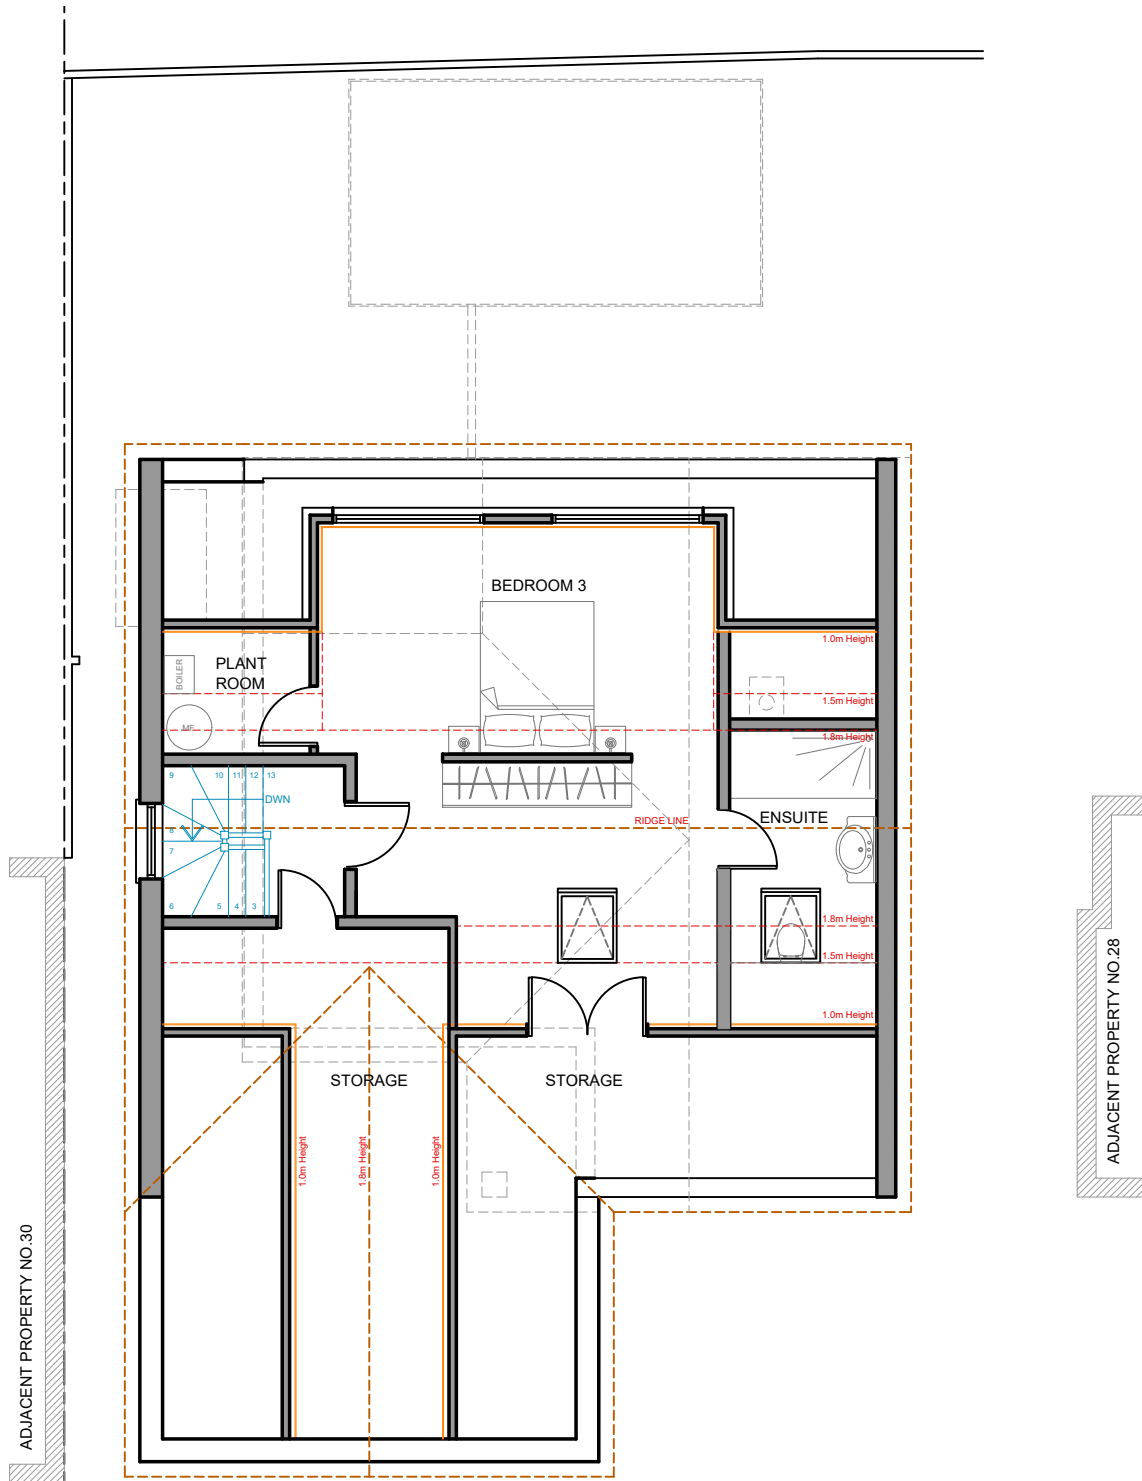 BEDROOM 3
1.0m Height
PLANT
ROOM
BOILER
1.5m Height
ME
1.8m Height
9
10
11
12
13
DWN
8
7
6
5
4
3
RIDGE LINE
ENSUITE
1.8m Height
1.5m Height
1.0m Height
STORAGE
STORAGE
1.0m Height
1.8m Height
1.0m Height
ADJACENT PROPERTY NO.28
ADJACENT PROPERTY NO.30